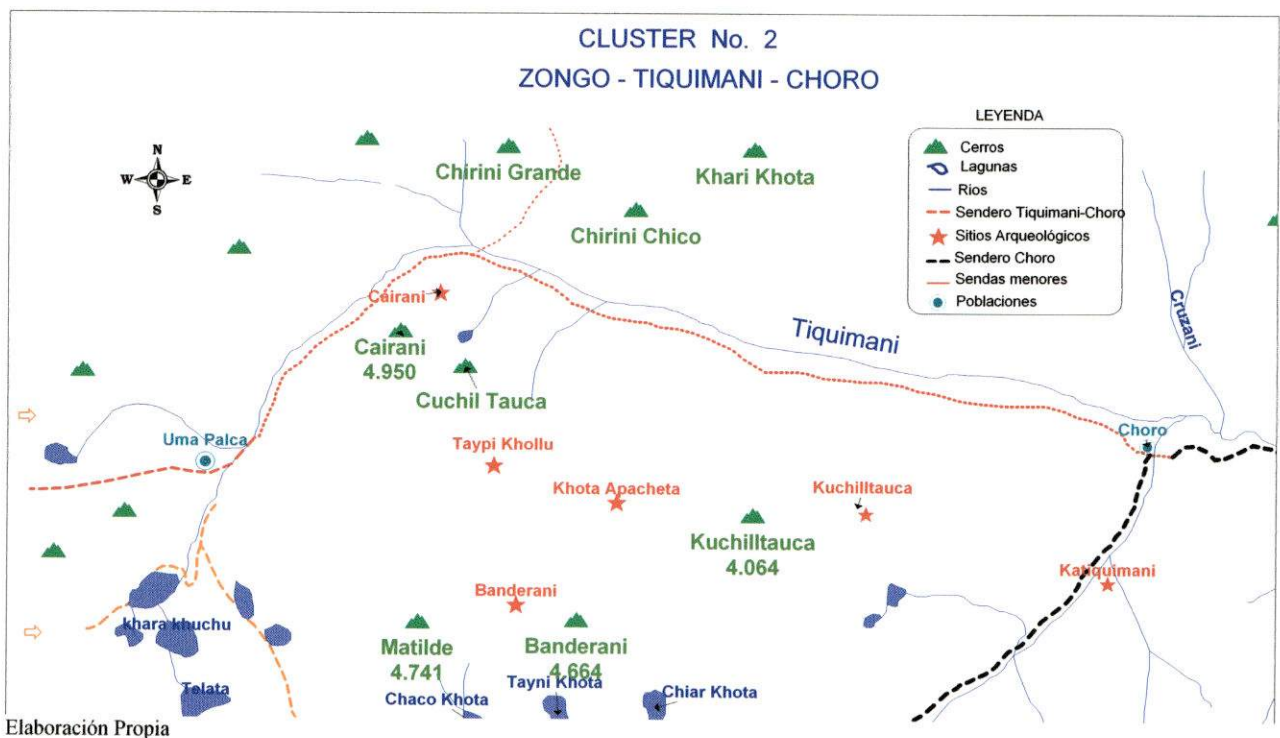 CLUSTER No. 2
ZONGO - TIQUIMANI - CHORO
LEYENDA
Cerros
Lagunas
Rios
Sendero Tiquimani-Choro
Sitios Arqueológicos
Sendero Choro
Sendas menores
Poblaciones
N
W
E
S
Chirini Grande
Khari Khota
Chirini Chico
Cairani
Cairani
4.950
Cuchil Tauca
Tiquimani
Cruzani
Uma Palca
Choro
Taypi Khollu
Khota Apacheta
Kuchilltauca
Kuchilltauca
4.064
Katiquimani
Banderani
khara khuchu
Matilde
4.741
Banderani
4.664
Telata
Chaco Khota
Tayni Khota
Chiar Khota
Elaboración Propia